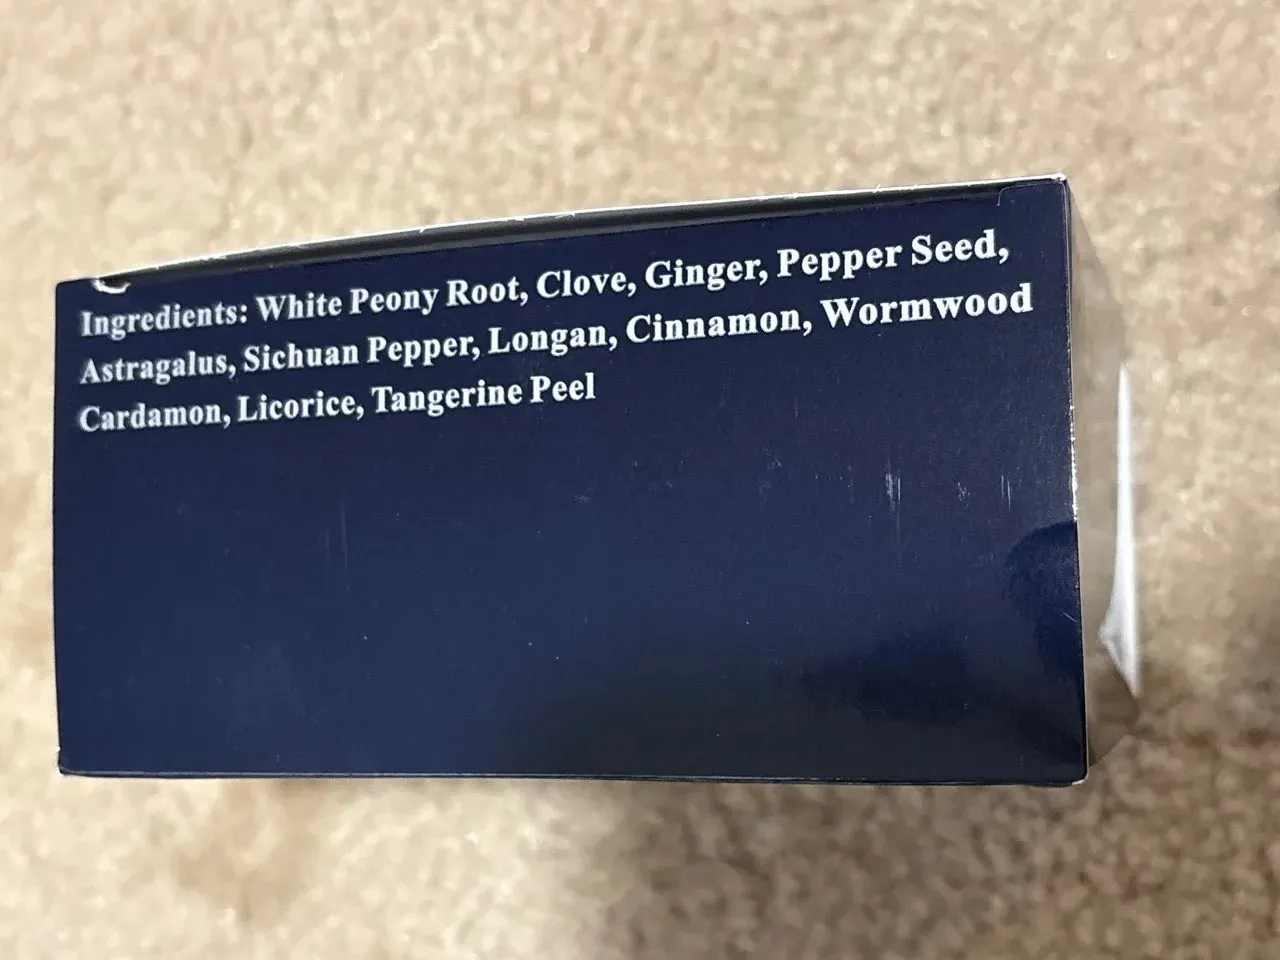 Ingredients: White Peony Root, Clove, Ginger, Pepper Seed,
Astragalus, Sichuan Pepper, Longan, Cinnamon, Wormwood
Cardamon, Licorice, Tangerine Peel